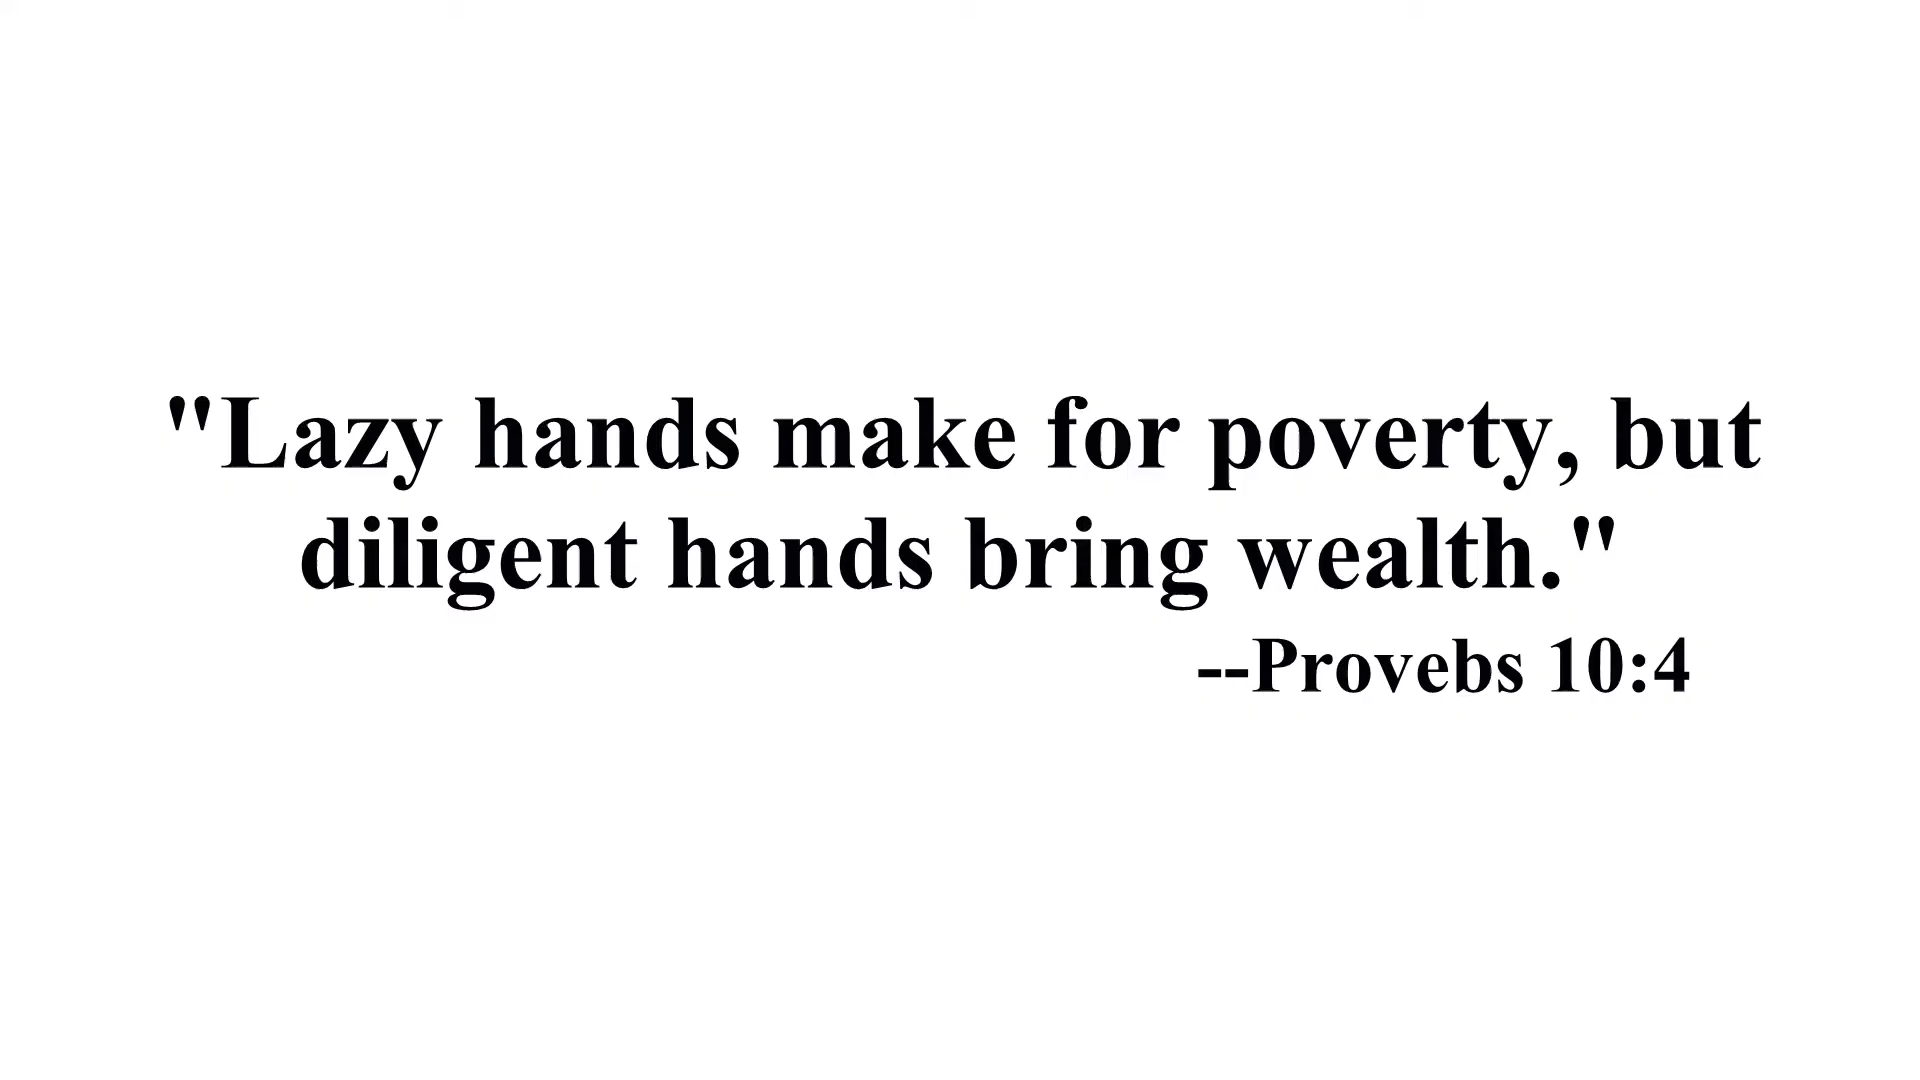 "Lazy hands make for poverty, but
diligent hands bring wealth."
--Provebs 10:4